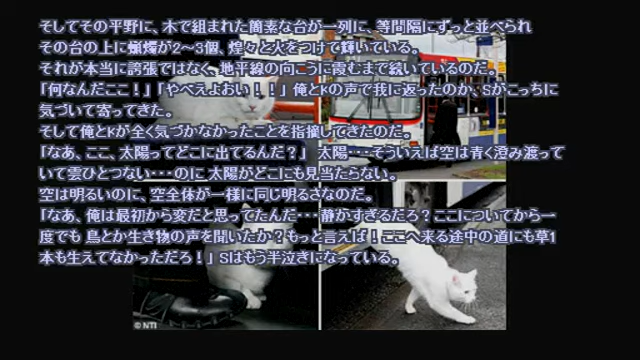 そしてその平野に、木で組まれた簡素な台が一列に、等間隔にずっと並べられ
その台の上に蝋燭が2～3個、煌々と火をつけて輝いている。
それが本当に誇張ではなく、地平線の向こうに霞むまで続いているのだ。
「何なんだここ！」「やべえよおい！！」 俺とKの声で我に返ったのか、Sがこっちに
気づいて寄ってきた。
そして俺とKが全く気づかなかったことを指摘してきたのだ。
「なあ、ここ、太陽ってどこに出てるんだ？」 太陽・・・そういえば空は青く澄み渡って
いて雲ひとつない・・・のに 太陽がどこにも見当たらない。
空は明るいのに、空全体が一様に同じ明るさなのだ。
「なあ、俺は最初から変だと思ってたんだ・・・静かすぎるだろ？ここについてから一
度でも 鳥とか生き物の声を聞いたか？もっと言えば！ここへ来る途中の道にも草1
本も生えてなかっただろ！」 Sはもう半泣きになっている。
© NTI